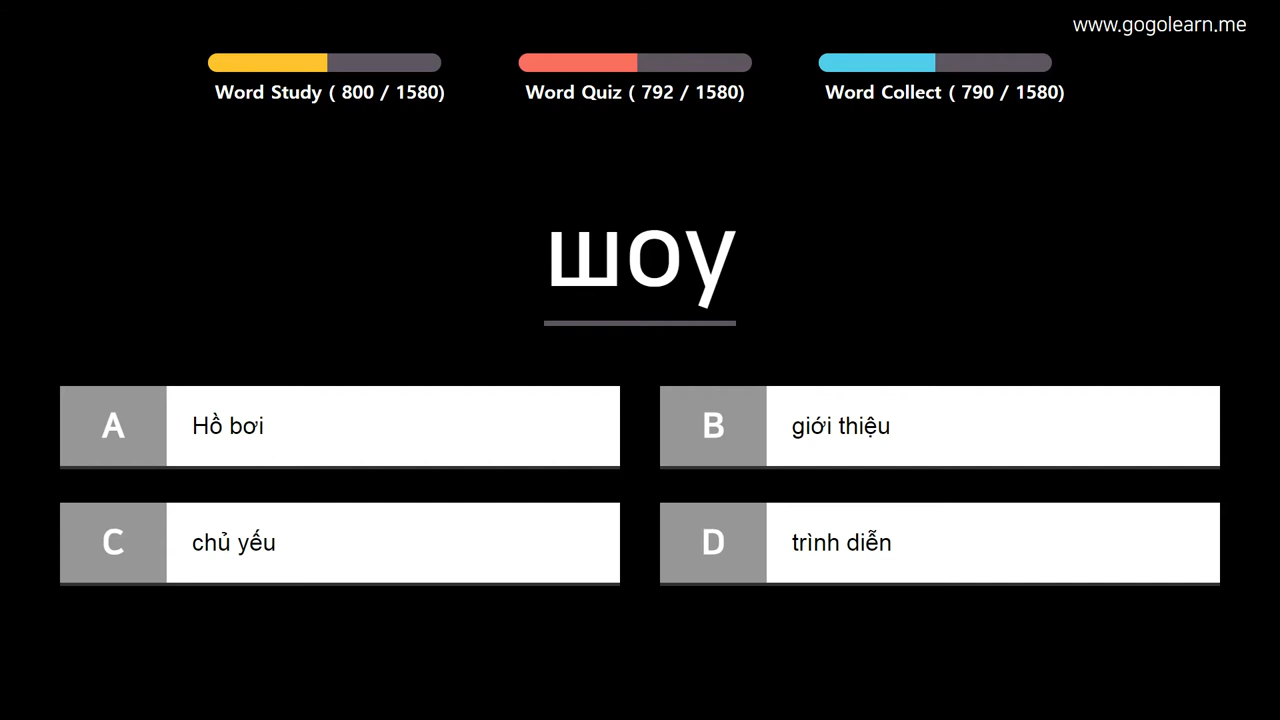 www.gogolearn.me
Word Study ( 800 / 1580)
Word Quiz ( 792 / 1580)
Word Collect ( 790 / 1580)
шоу
A Hồ bơi
B giới thiệu
C chủ yếu
D trình diễn